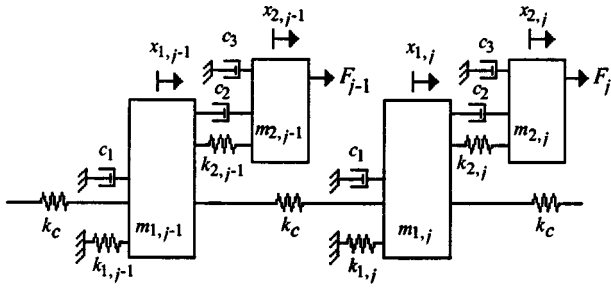 x1,j-1
x2,j-1
c3
Fj-1
c2
m2,j-1
k2,j-1
c1
kc
m1,j-1
k1,j-1
kc
x1,j
x2,j
c3
Fj
c2
m2,j
k2,j
c1
m1,j
k1,j
kc